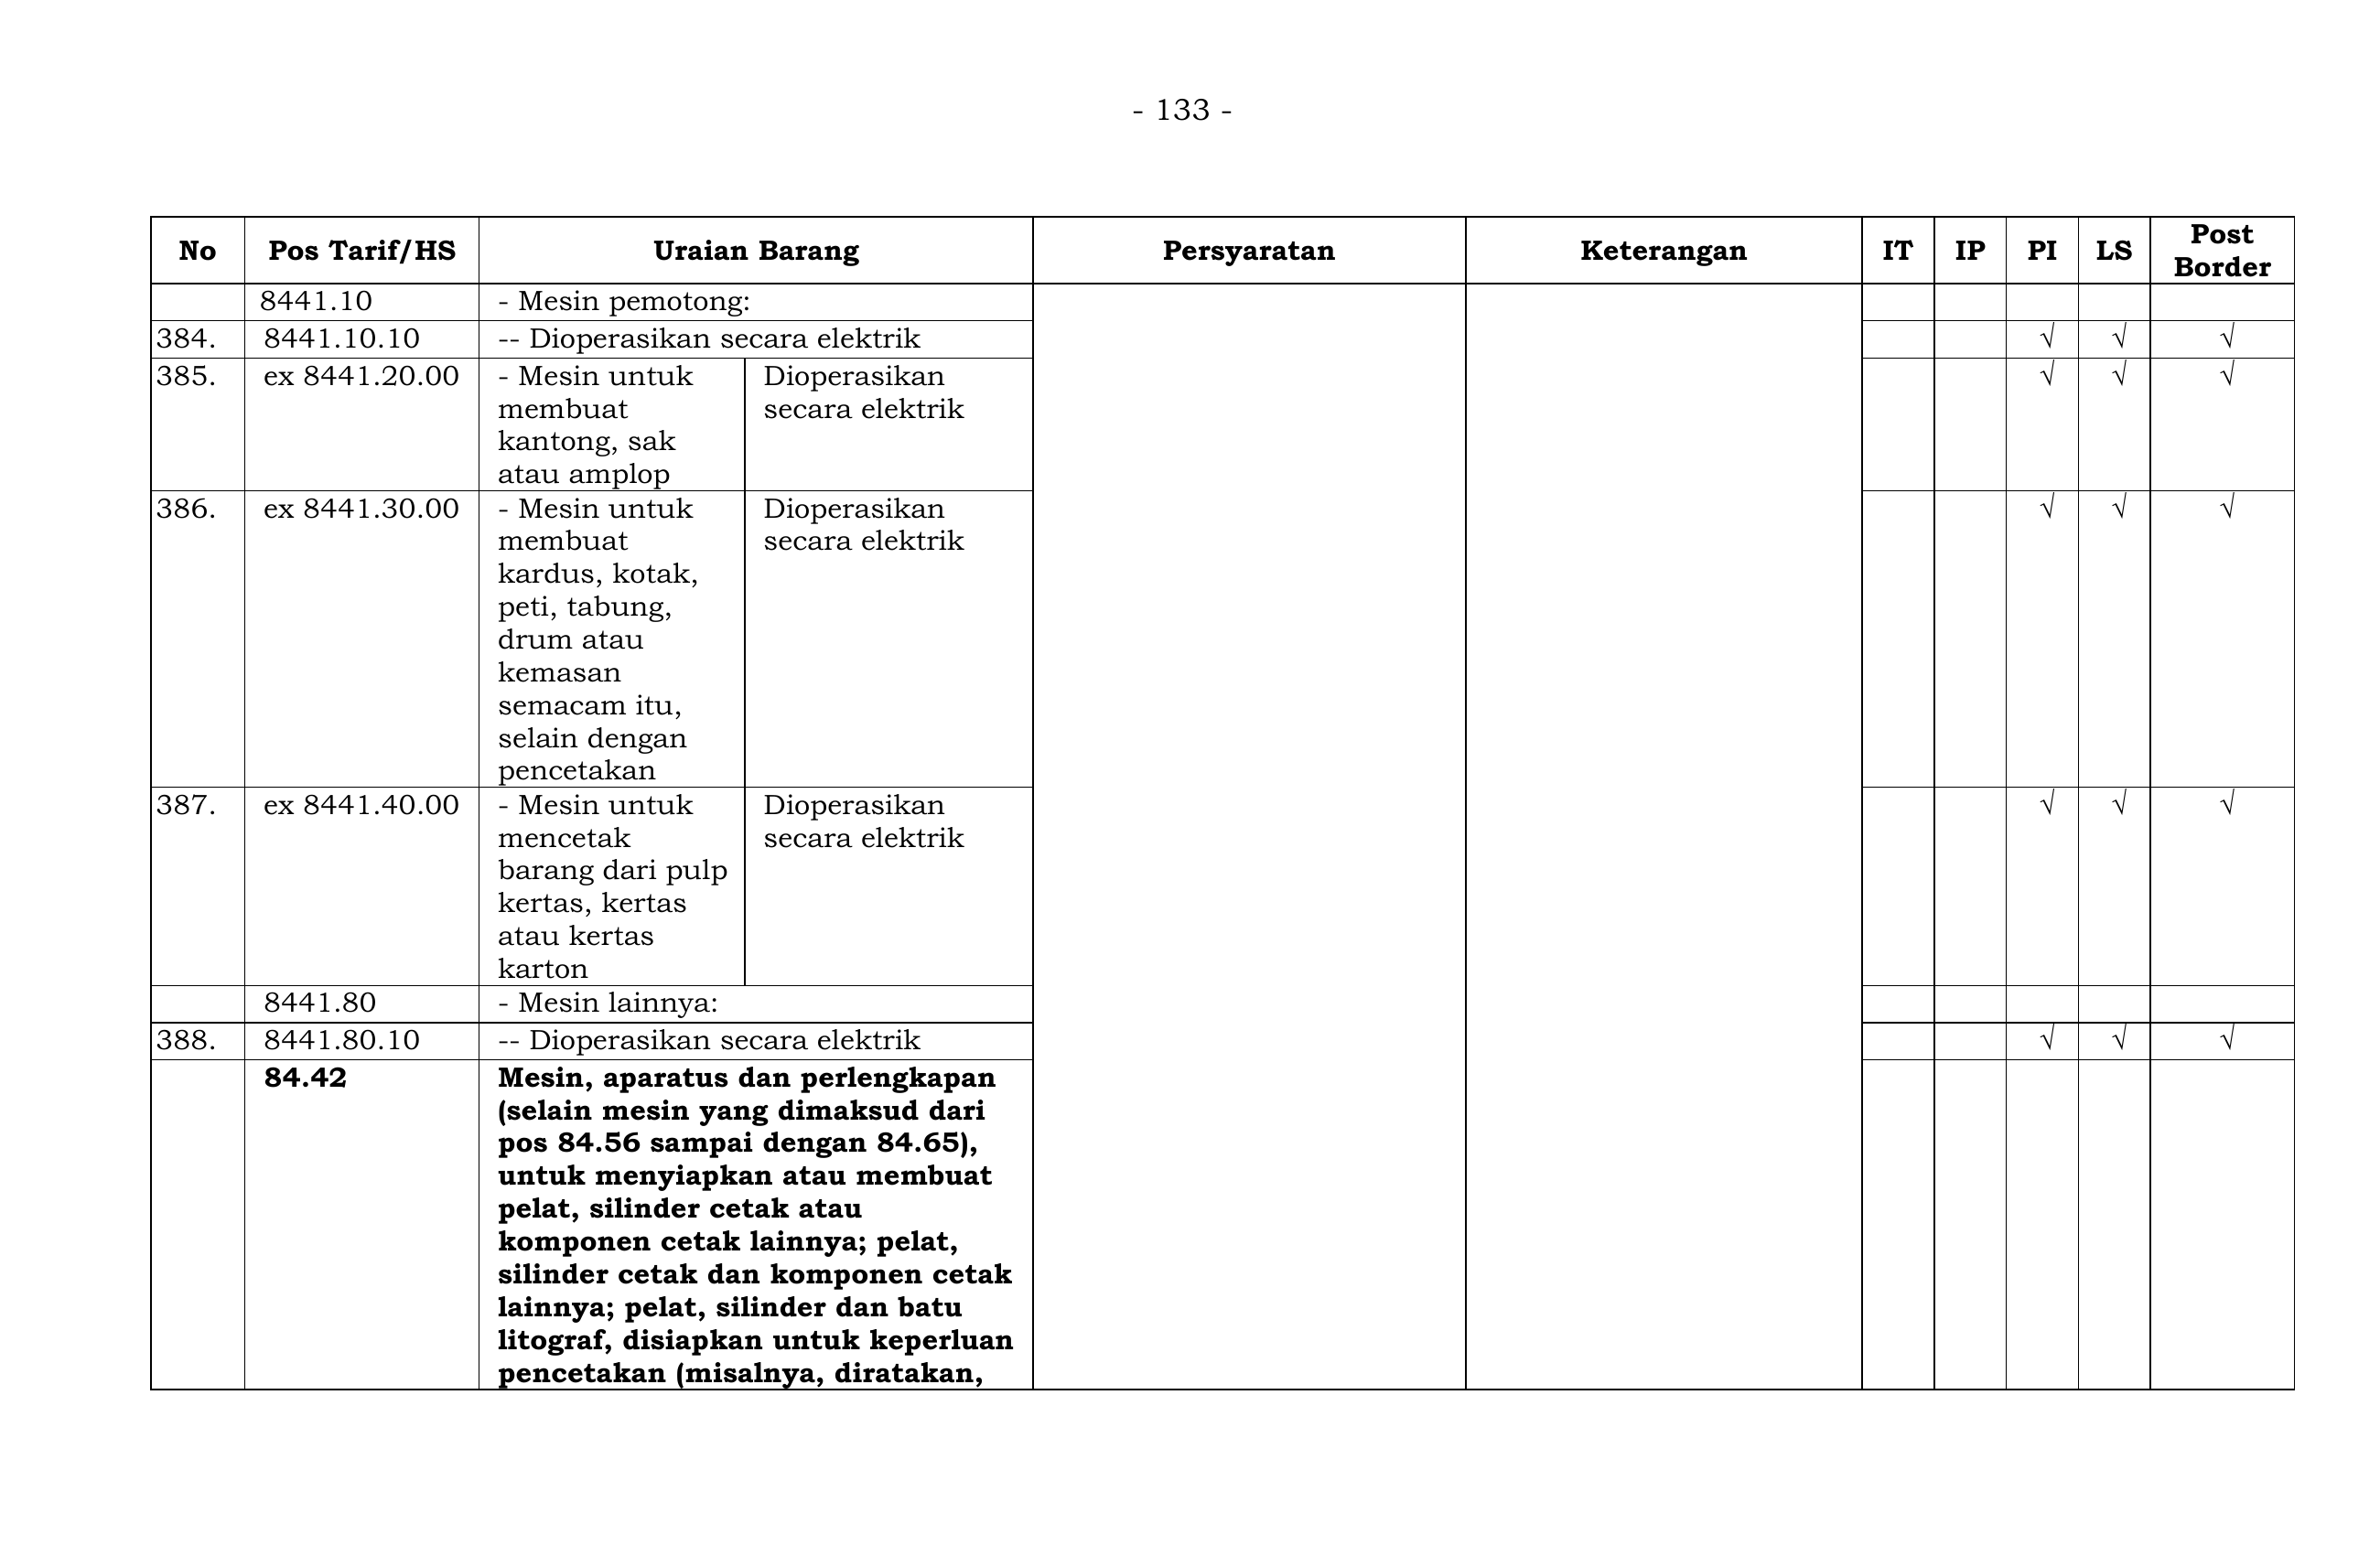 - 133 -
No Pos Tarif/HS Uraian Barang Persyaratan Keterangan IT IP PI LS Post Border
8441.10 - Mesin pemotong:
384. 8441.10.10 -- Dioperasikan secara elektrik √ √ √
385. ex 8441.20.00 - Mesin untuk Dioperasikan √ √ √
membuat secara elektrik
kantong, sak
atau amplop
386. ex 8441.30.00 - Mesin untuk Dioperasikan √ √ √
membuat secara elektrik
kardus, kotak,
peti, tabung,
drum atau
kemasan
semacam itu,
selain dengan
pencetakan
387. ex 8441.40.00 - Mesin untuk Dioperasikan √ √ √
mencetak secara elektrik
barang dari pulp
kertas, kertas
atau kertas
karton
8441.80 - Mesin lainnya:
388. 8441.80.10 -- Dioperasikan secara elektrik √ √ √
84.42 Mesin, aparatus dan perlengkapan
(selain mesin yang dimaksud dari
pos 84.56 sampai dengan 84.65),
untuk menyiapkan atau membuat
pelat, silinder cetak atau
komponen cetak lainnya; pelat,
silinder cetak dan komponen cetak
lainnya; pelat, silinder dan batu
litograf, disiapkan untuk keperluan
pencetakan (misalnya, diratakan,